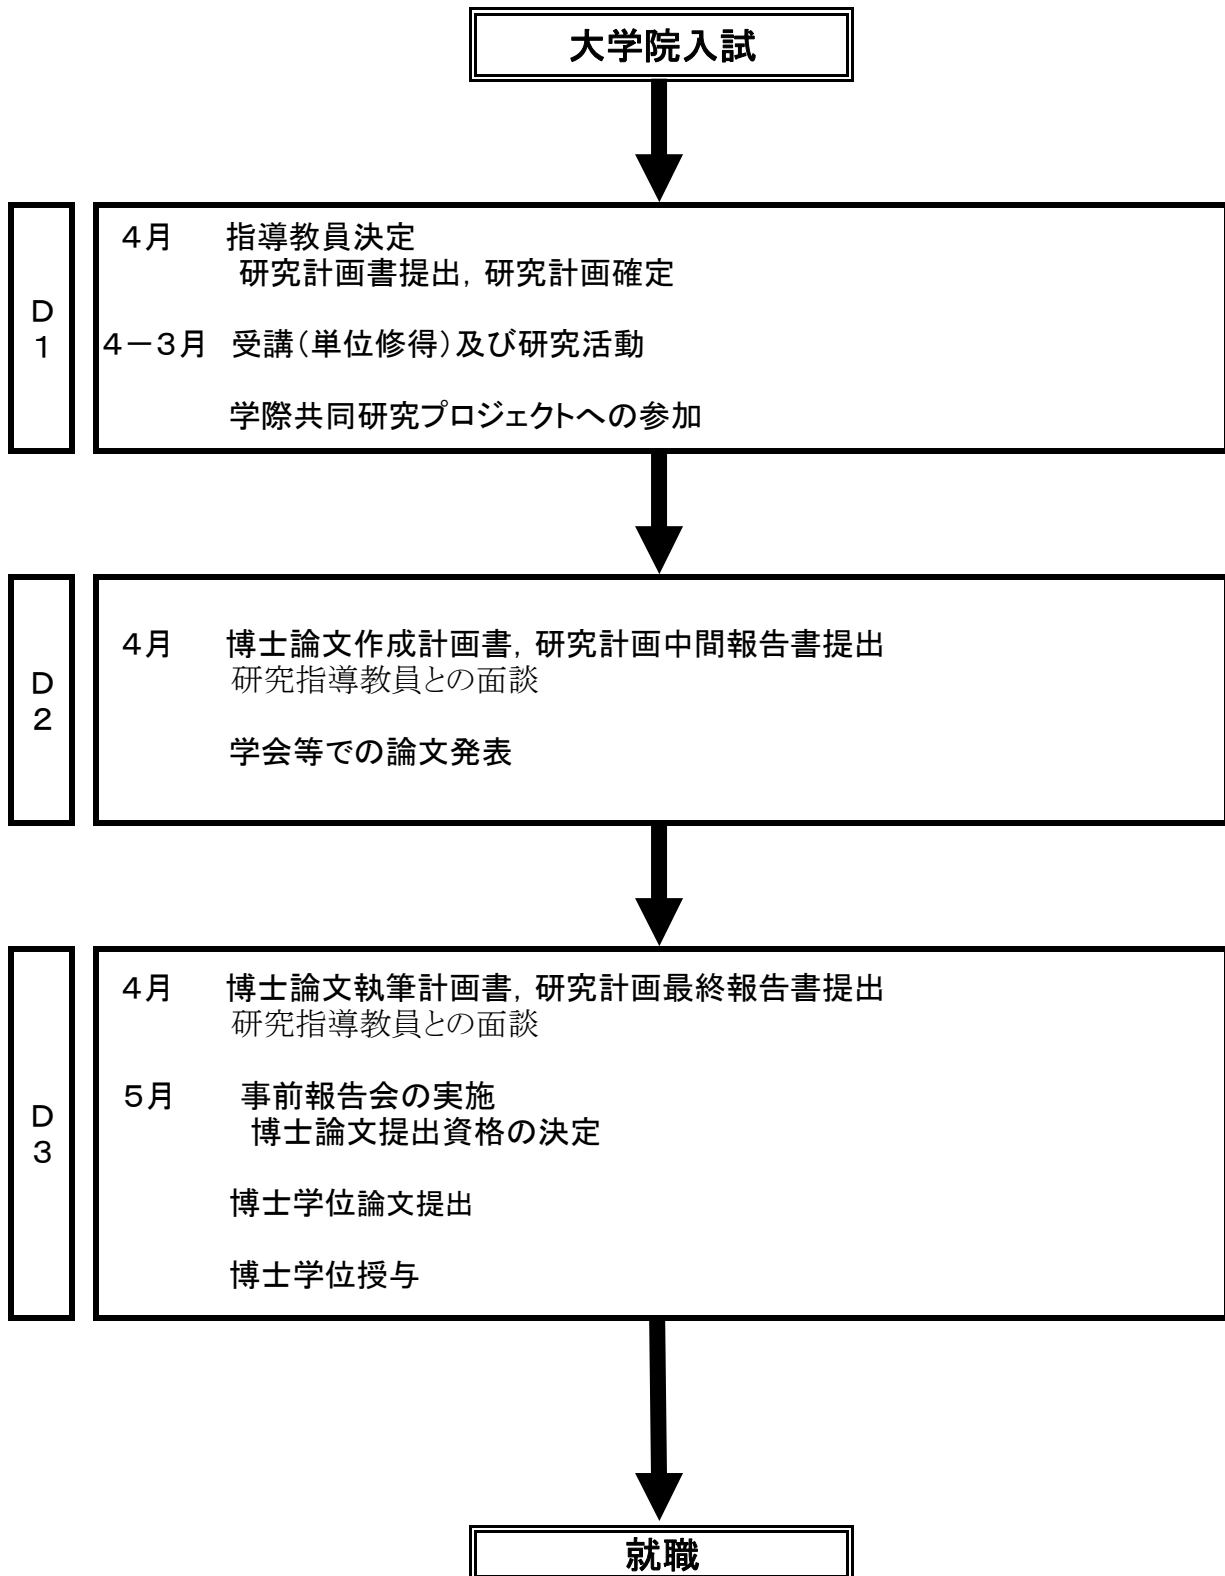 大学院入試
D
1
４月 指導教員決定
研究計画書提出，研究計画確定
４－３月 受講（単位修得）及び研究活動
学際共同研究プロジェクトへの参加
D
2
４月 博士論文作成計画書，研究計画中間報告書提出
研究指導教員との面談
学会等での論文発表
D
3
４月 博士論文執筆計画書，研究計画最終報告書提出
研究指導教員との面談
５月 事前報告会の実施
博士論文提出資格の決定
博士学位論文提出
博士学位授与
就職